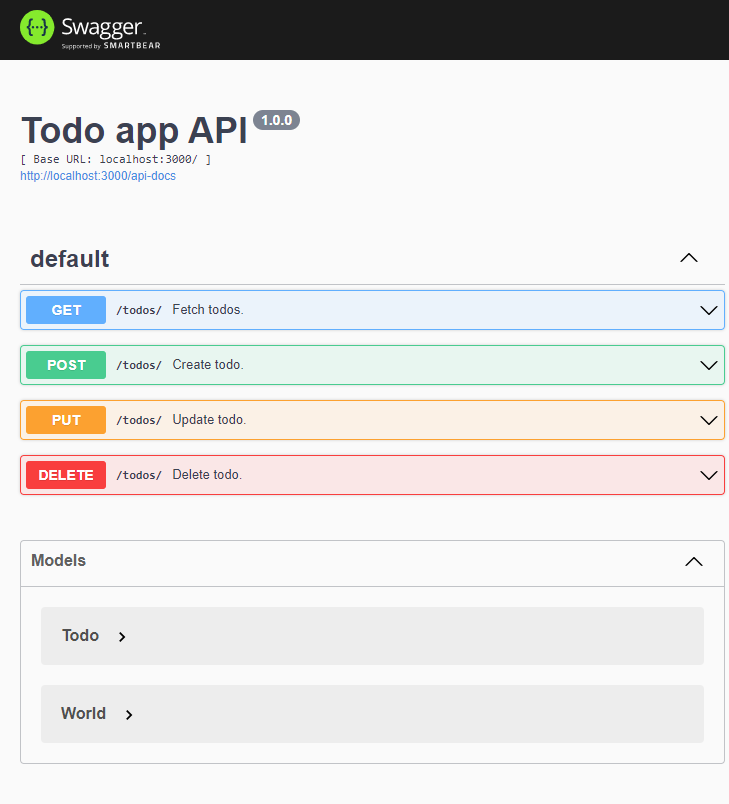 Swagger
Supported by SMARTBEAR
Todo app API 1.0.0
[ Base URL: localhost:3000/ ]
http://localhost:3000/api-docs
default
GET /todos/ Fetch todos.
POST /todos/ Create todo.
PUT /todos/ Update todo.
DELETE /todos/ Delete todo.
Models
Todo
World